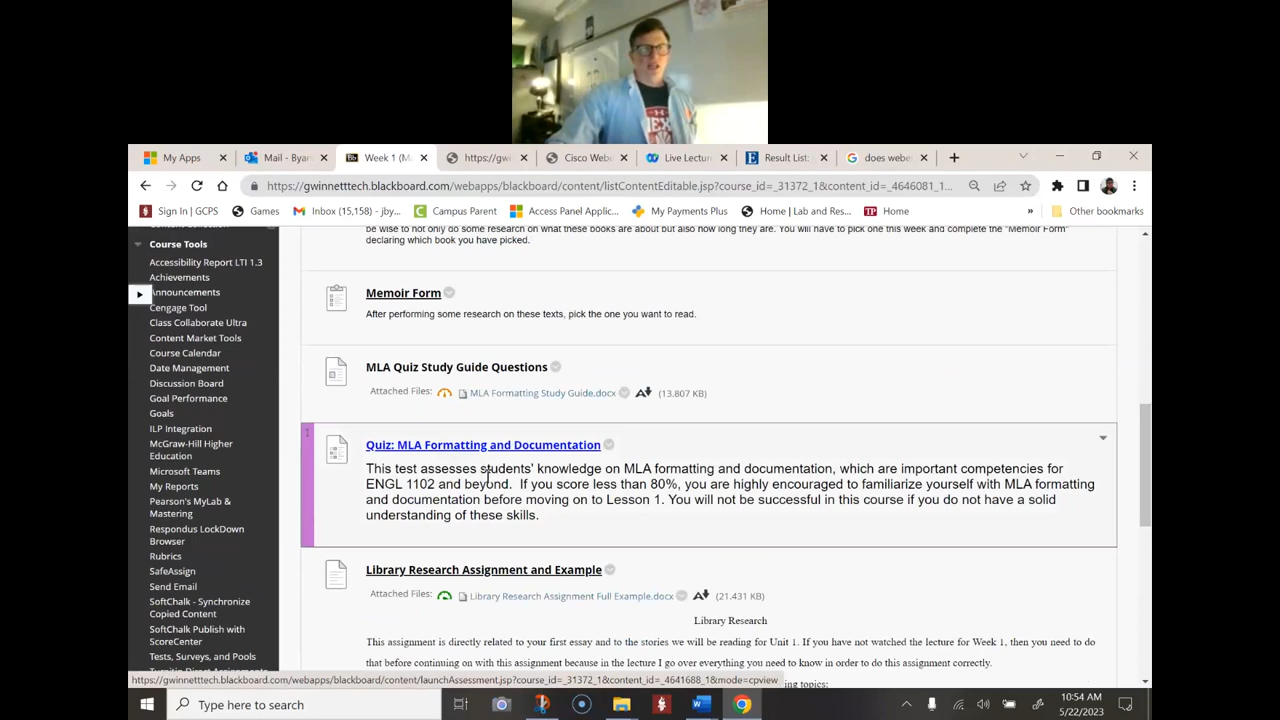 My Apps
Mail - Byar
Week 1 (M
https://gw
Cisco Web
Live Lectur
Result List:
does webe
https://gwinnetttech.blackboard.com/webapps/blackboard/content/listContentEditable.jsp?course_id=_31372_1&content_id=_4646081_1...
Sign In | GCPS
Games
Inbox (15,158) - jby...
Campus Parent
Access Panel Applic...
My Payments Plus
Home | Lab and Res...
TP Home
»
Other bookmarks
be wise to not only do some research on what these books are about but also how long they are. You will have to pick one this week and complete the "Memoir Form"
declaring which book you have picked.
Course Tools
Accessibility Report LTI 1.3
Achievements
Announcements
Cengage Tool
Class Collaborate Ultra
Content Market Tools
Course Calendar
Date Management
Discussion Board
Goal Performance
Goals
ILP Integration
McGraw-Hill Higher
Education
Microsoft Teams
My Reports
Pearson's MyLab &
Mastering
Respondus LockDown
Browser
Rubrics
SafeAssign
Send Email
SoftChalk - Synchronize
Copied Content
SoftChalk Publish with
ScoreCenter
Tests, Surveys, and Pools
Memoir Form
After performing some research on these texts, pick the one you want to read.
MLA Quiz Study Guide Questions
Attached Files: MLA Formatting Study Guide.docx (13.807 KB)
Quiz: MLA Formatting and Documentation
This test assesses students' knowledge on MLA formatting and documentation, which are important competencies for
ENGL 1102 and beyond. If you score less than 80%, you are highly encouraged to familiarize yourself with MLA formatting
and documentation before moving on to Lesson 1. You will not be successful in this course if you do not have a solid
understanding of these skills.
Library Research Assignment and Example
Attached Files: Library Research Assignment Full Example.docx (21.431 KB)
Library Research
This assignment is directly related to your first essay and to the stories we will be reading for Unit 1. If you have not watched the lecture for Week 1, then you need to do
that before continuing on with this assignment because in the lecture I go over everything you need to know in order to do this assignment correctly.
ing topics:
https://gwinnetttech.blackboard.com/webapps/blackboard/content/launchAssessment.jsp?course_id=_31372_1&content_id=_4641688_1&mode=cpview
Type here to search
10:54 AM
5/22/2023